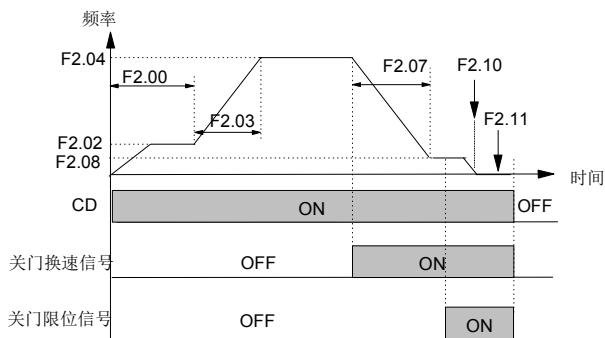 频率
F2.04
F2.00
F2.07
F2.10
F2.03
F2.11
F2.02
F2.08
时间
CD
ON
OFF
关门换速信号
OFF
ON
关门限位信号
OFF
ON